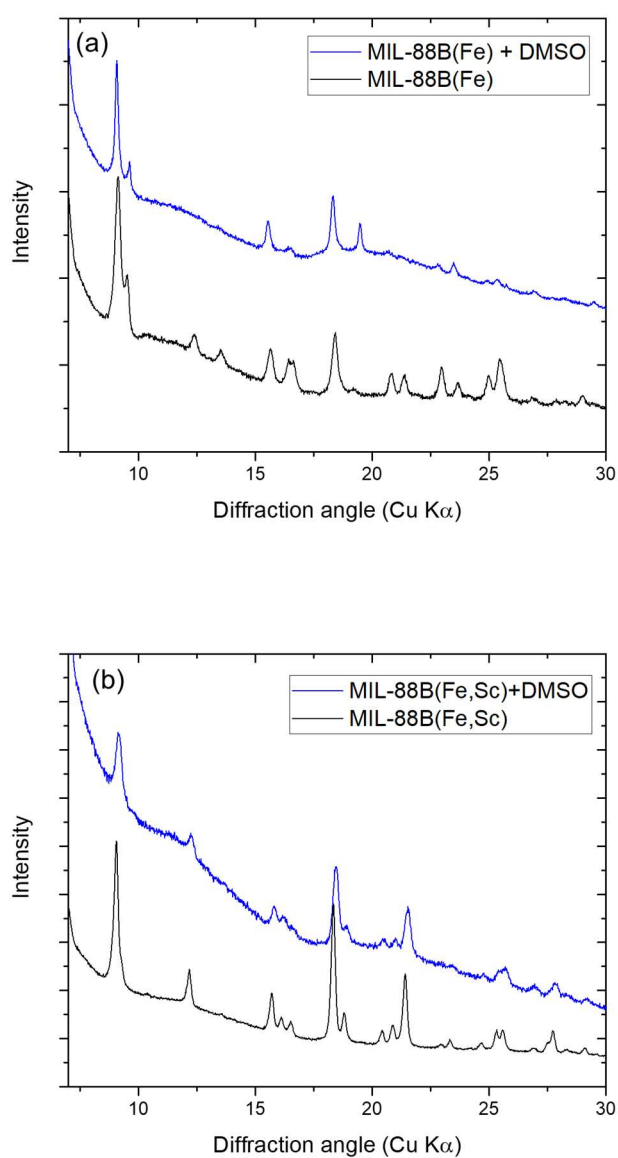 (a)
MIL-88B(Fe) + DMSO
MIL-88B(Fe)
Intensity
10 15 20 25 30
Diffraction angle (Cu Kα)
(b)
MIL-88B(Fe,Sc)+DMSO
MIL-88B(Fe,Sc)
Intensity
10 15 20 25 30
Diffraction angle (Cu Kα)